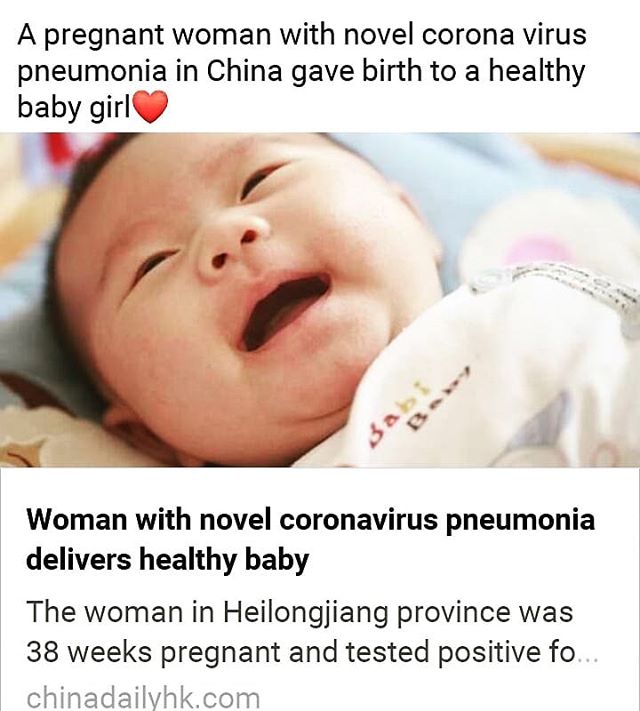 A pregnant woman with novel corona virus
pneumonia in China gave birth to a healthy
baby girl❤️
Babi
Baby
Woman with novel coronavirus pneumonia
delivers healthy baby
The woman in Heilongjiang province was
38 weeks pregnant and tested positive fo...
chinadailyhk.com